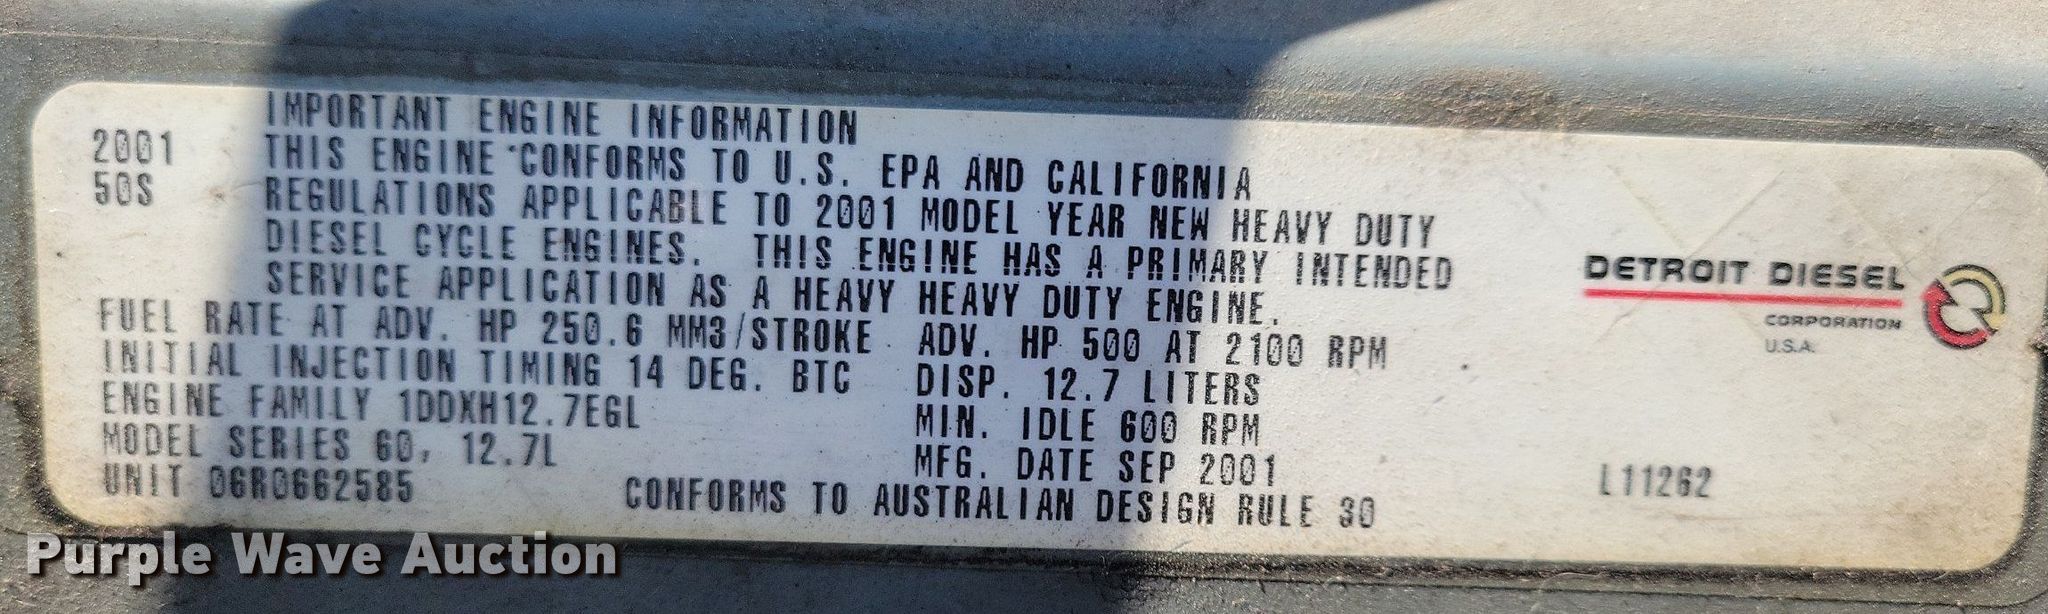 2001
50S
IMPORTANT ENGINE INFORMATION
THIS ENGINE CONFORMS TO U.S. EPA AND CALIFORNIA
REGULATIONS APPLICABLE TO 2001 MODEL YEAR NEW HEAVY DUTY
DIESEL CYCLE ENGINES. THIS ENGINE HAS A PRIMARY INTENDED
SERVICE APPLICATION AS A HEAVY HEAVY DUTY ENGINE.
FUEL RATE AT ADV. HP 250.6 MM3/STROKE ADV. HP 500 AT 2100 RPM
INITIAL INJECTION TIMING 14 DEG. BTC DISP. 12.7 LITERS
ENGINE FAMILY 1DDXH12.7EGL MIN. IDLE 600 RPM
MODEL SERIES 60, 12.7L MFG. DATE SEP 2001
UNIT 06R0662585 CONFORMS TO AUSTRALIAN DESIGN RULE 30
DETROIT DIESEL
CORPORATION
U.S.A.
L11262
Purple Wave Auction